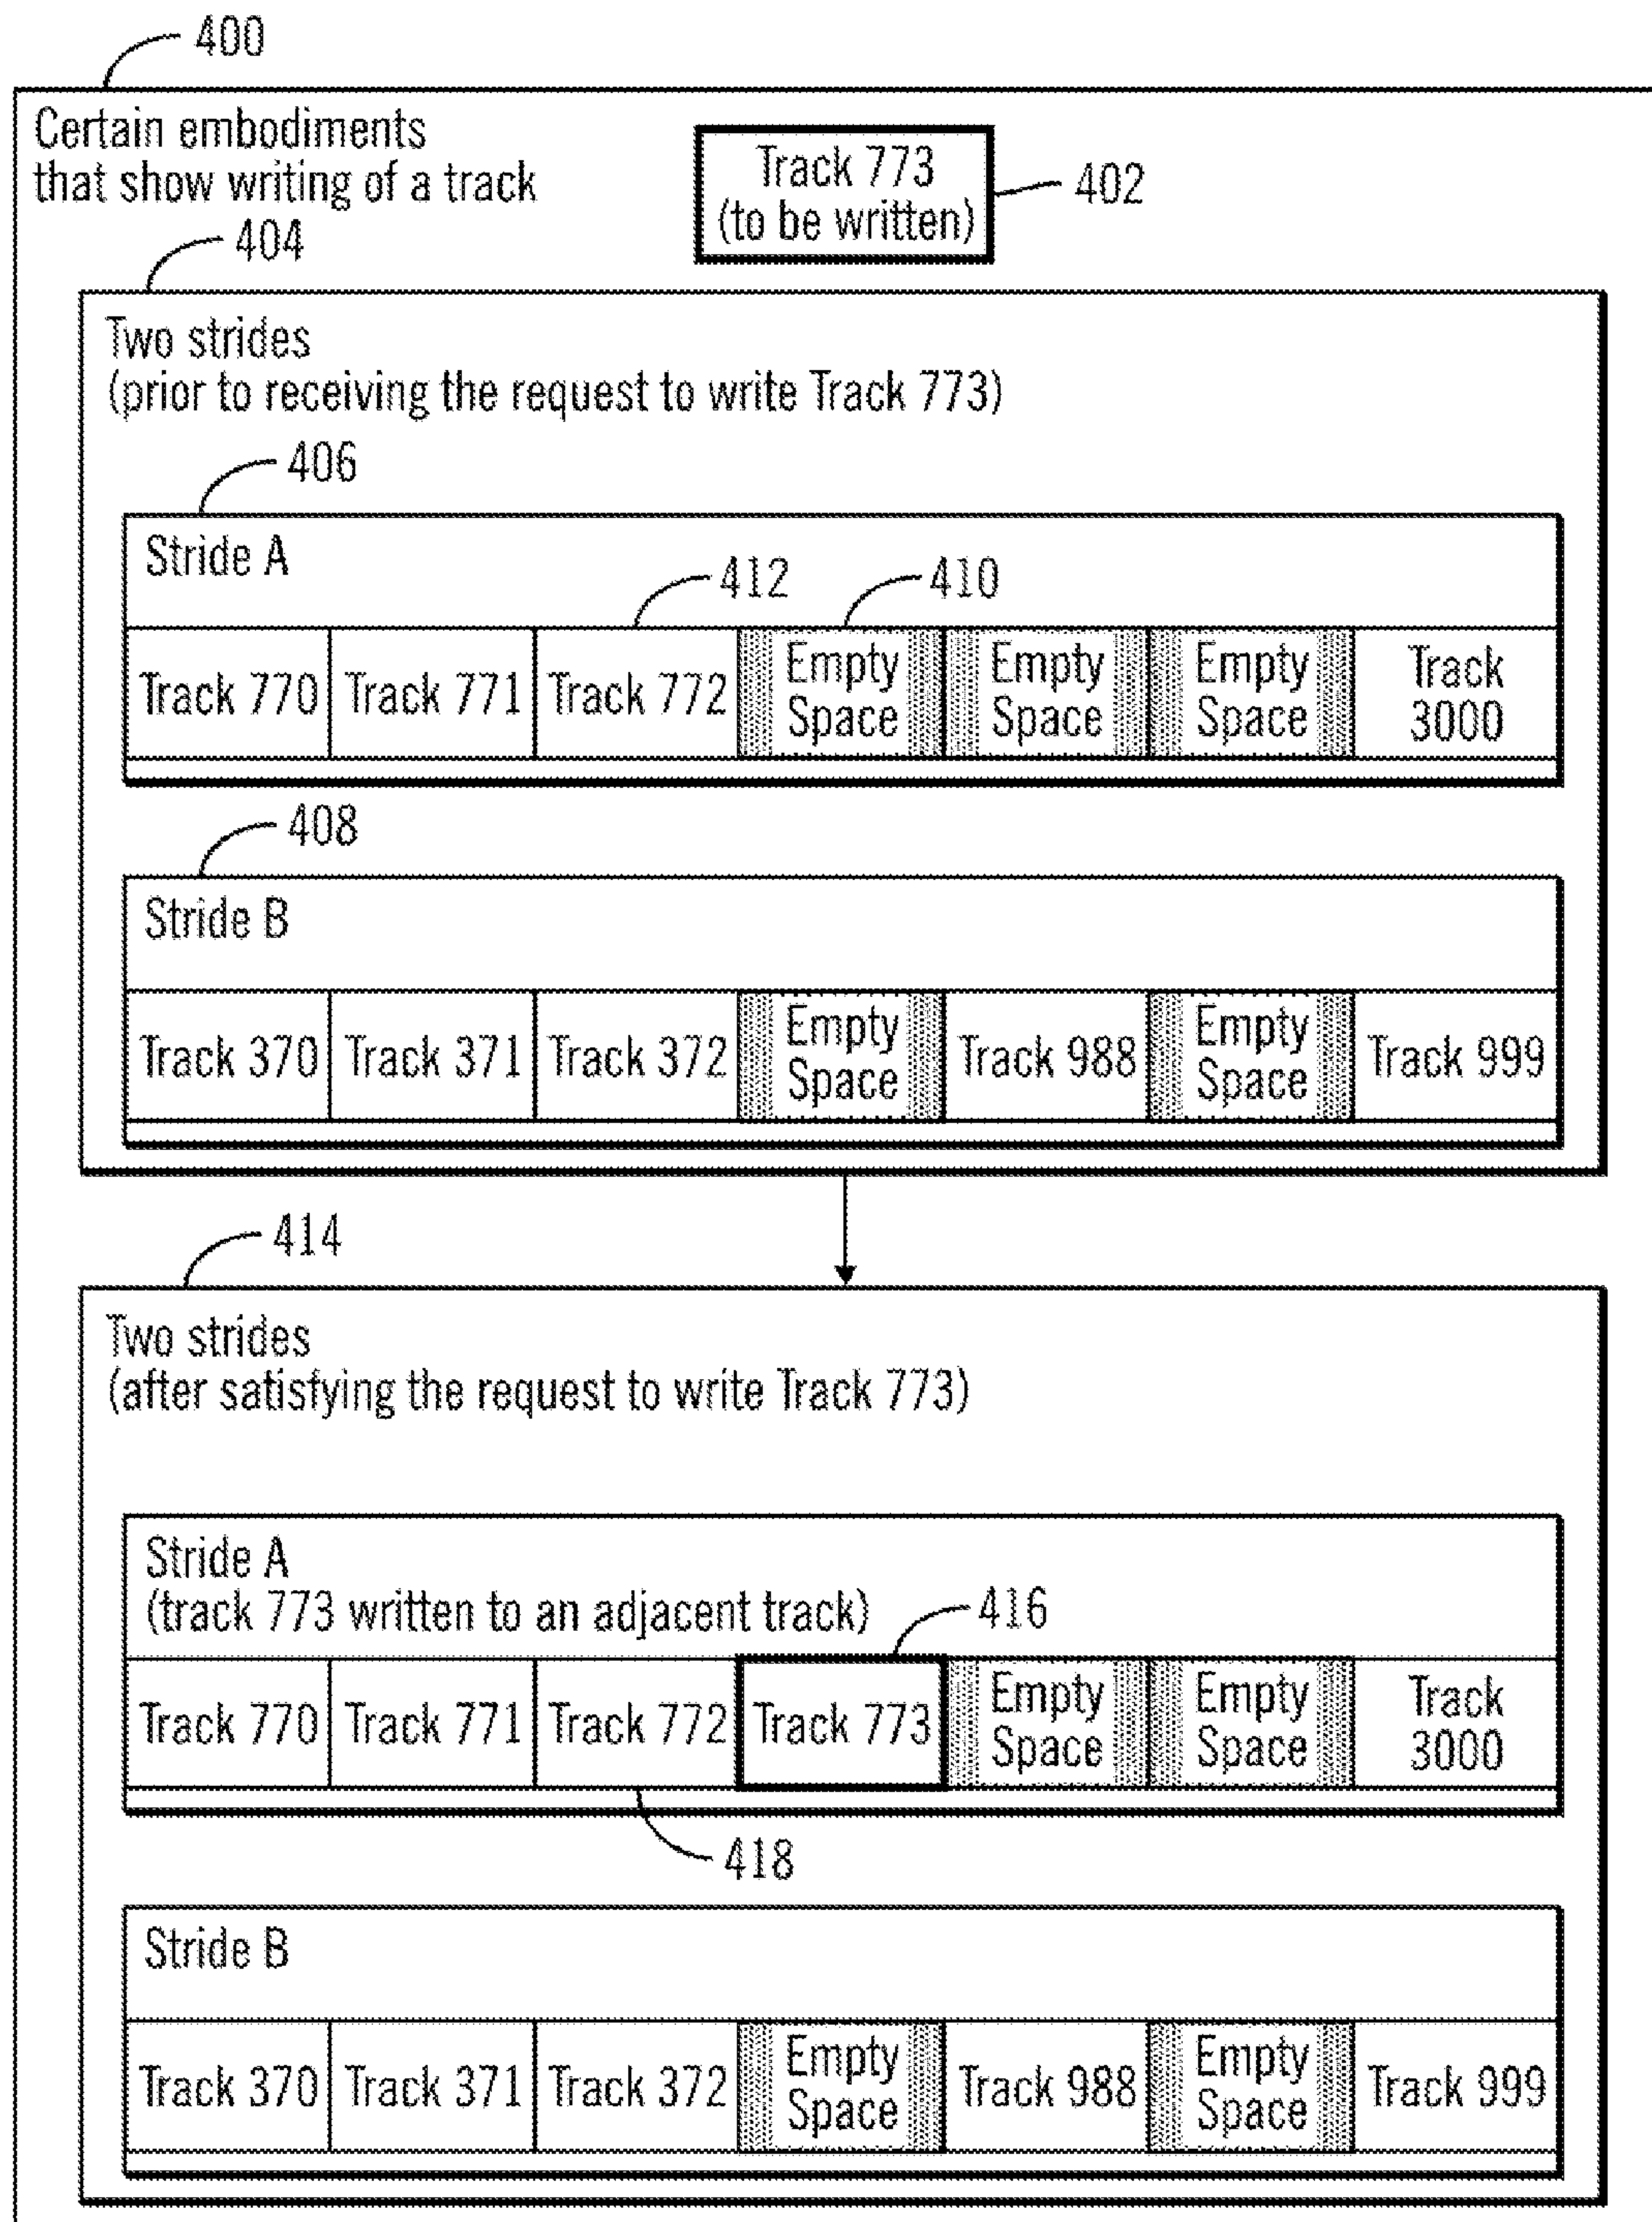 400
Certain embodiments
that show writing of a track
Track 773
(to be written)
402
404
Two strides
(prior to receiving the request to write Track 773)
406
Stride A
412
410
Track 770
Track 771
Track 772
Empty
Space
Empty
Space
Empty
Space
Track
3000
408
Stride B
Track 370
Track 371
Track 372
Empty
Space
Track 988
Empty
Space
Track 999
414
Two strides
(after satisfying the request to write Track 773)
Stride A
(track 773 written to an adjacent track)
416
Track 770
Track 771
Track 772
Track 773
Empty
Space
Empty
Space
Track
3000
418
Stride B
Track 370
Track 371
Track 372
Empty
Space
Track 988
Empty
Space
Track 999